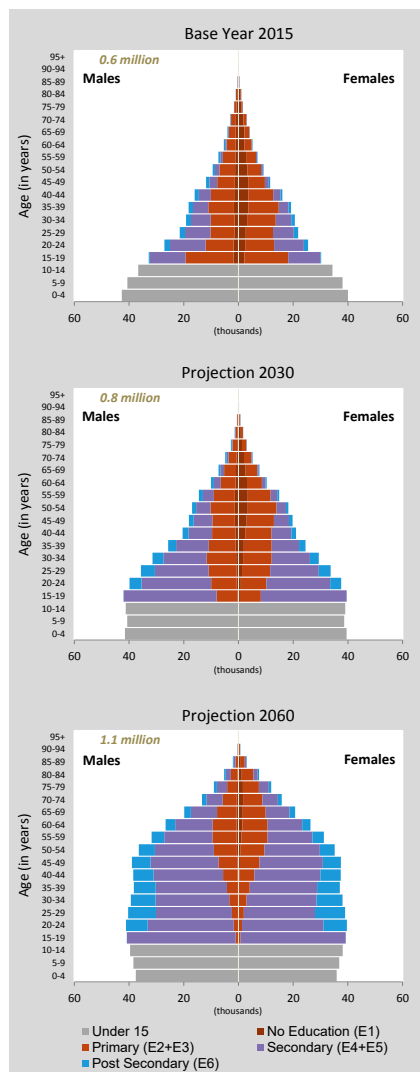 Base Year 2015
0.6 million
Males Females
Age (in years)
95+
90-94
85-89
80-84
75-79
70-74
65-69
60-64
55-59
50-54
45-49
40-44
35-39
30-34
25-29
20-24
15-19
10-14
5-9
0-4
60 40 20 0 20 40 60
(thousands)
Projection 2030
0.8 million
Males Females
Age (in years)
95+
90-94
85-89
80-84
75-79
70-74
65-69
60-64
55-59
50-54
45-49
40-44
35-39
30-34
25-29
20-24
15-19
10-14
5-9
0-4
60 40 20 0 20 40 60
(thousands)
Projection 2060
1.1 million
Males Females
Age (in years)
95+
90-94
85-89
80-84
75-79
70-74
65-69
60-64
55-59
50-54
45-49
40-44
35-39
30-34
25-29
20-24
15-19
10-14
5-9
0-4
60 40 20 0 20 40 60
(thousands)
Under 15 No Education (E1)
Primary (E2+E3) Secondary (E4+E5)
Post Secondary (E6)